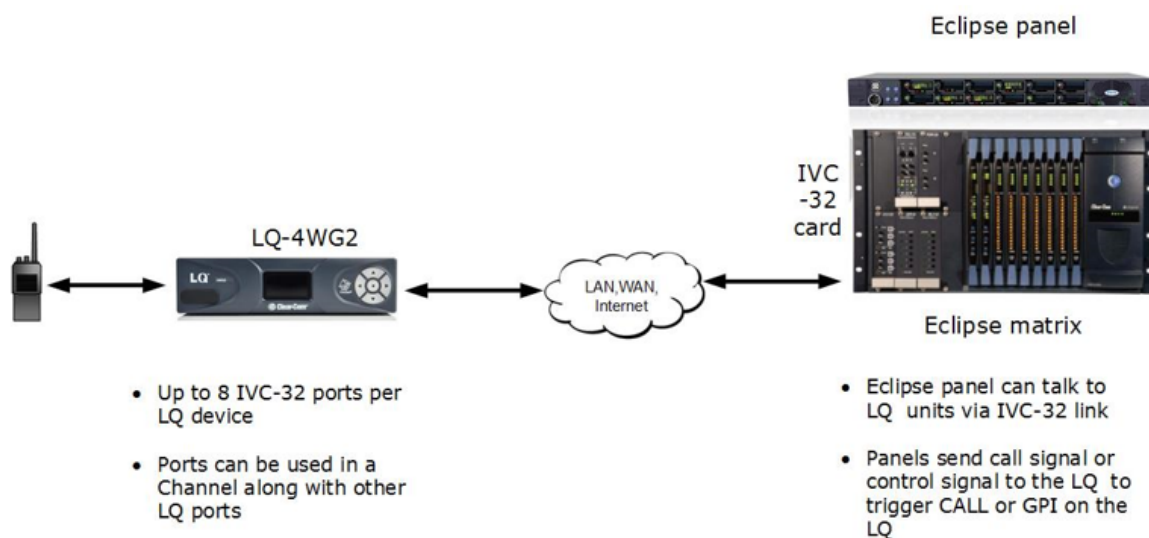 Eclipse panel
IVC
-32
card
LQ-4WG2
LQ
Clear-Com
LAN,WAN,
Internet
Eclipse matrix
• Up to 8 IVC-32 ports per
LQ device
• Ports can be used in a
Channel along with other
LQ ports
• Eclipse panel can talk to
LQ units via IVC-32 link
• Panels send call signal or
control signal to the LQ to
trigger CALL or GPI on the
LQ